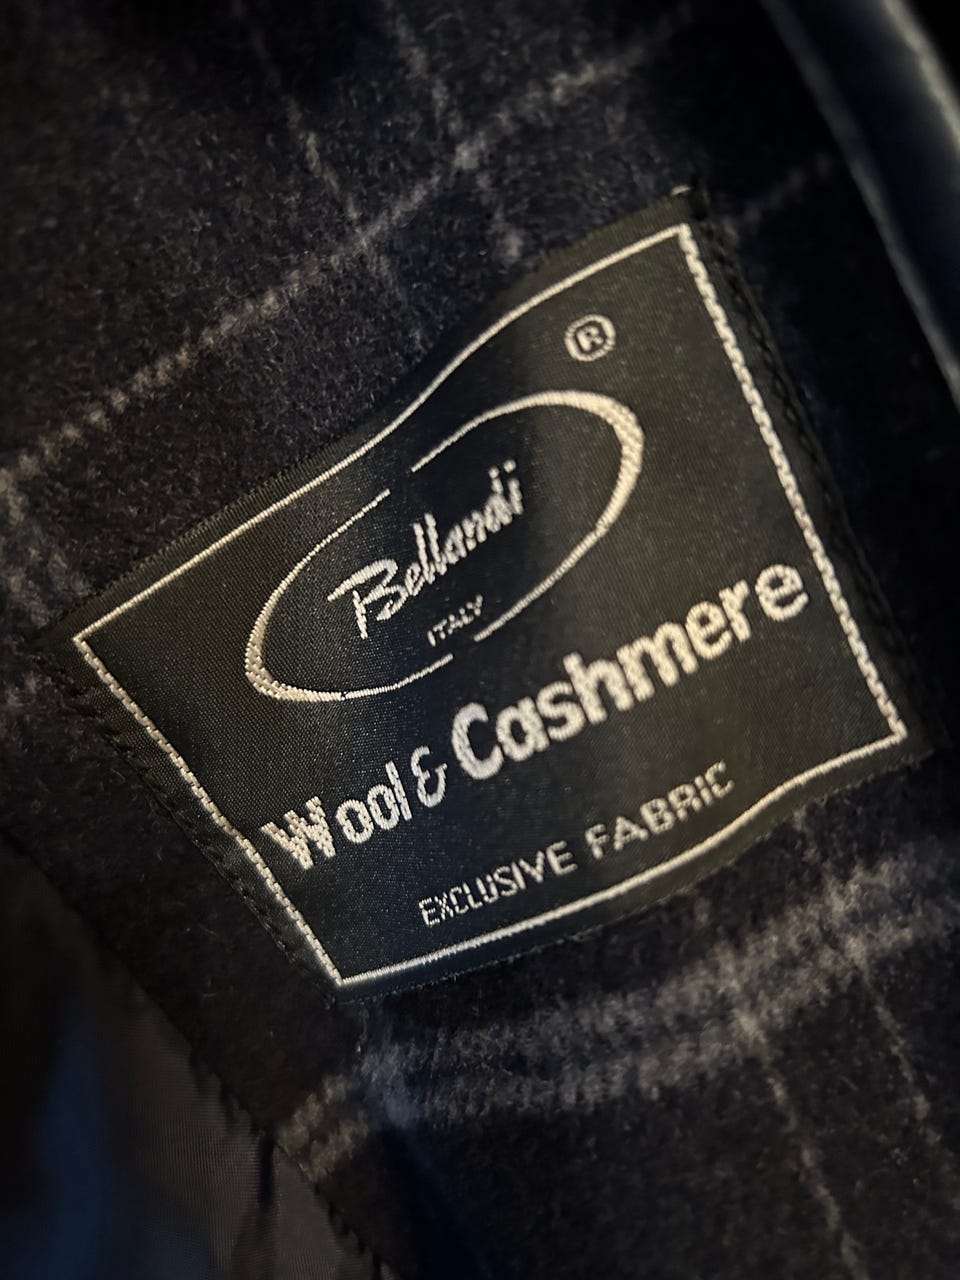 ®
Bellandi
ITALY
Wool & Cashmere
EXCLUSIVE FABRIC